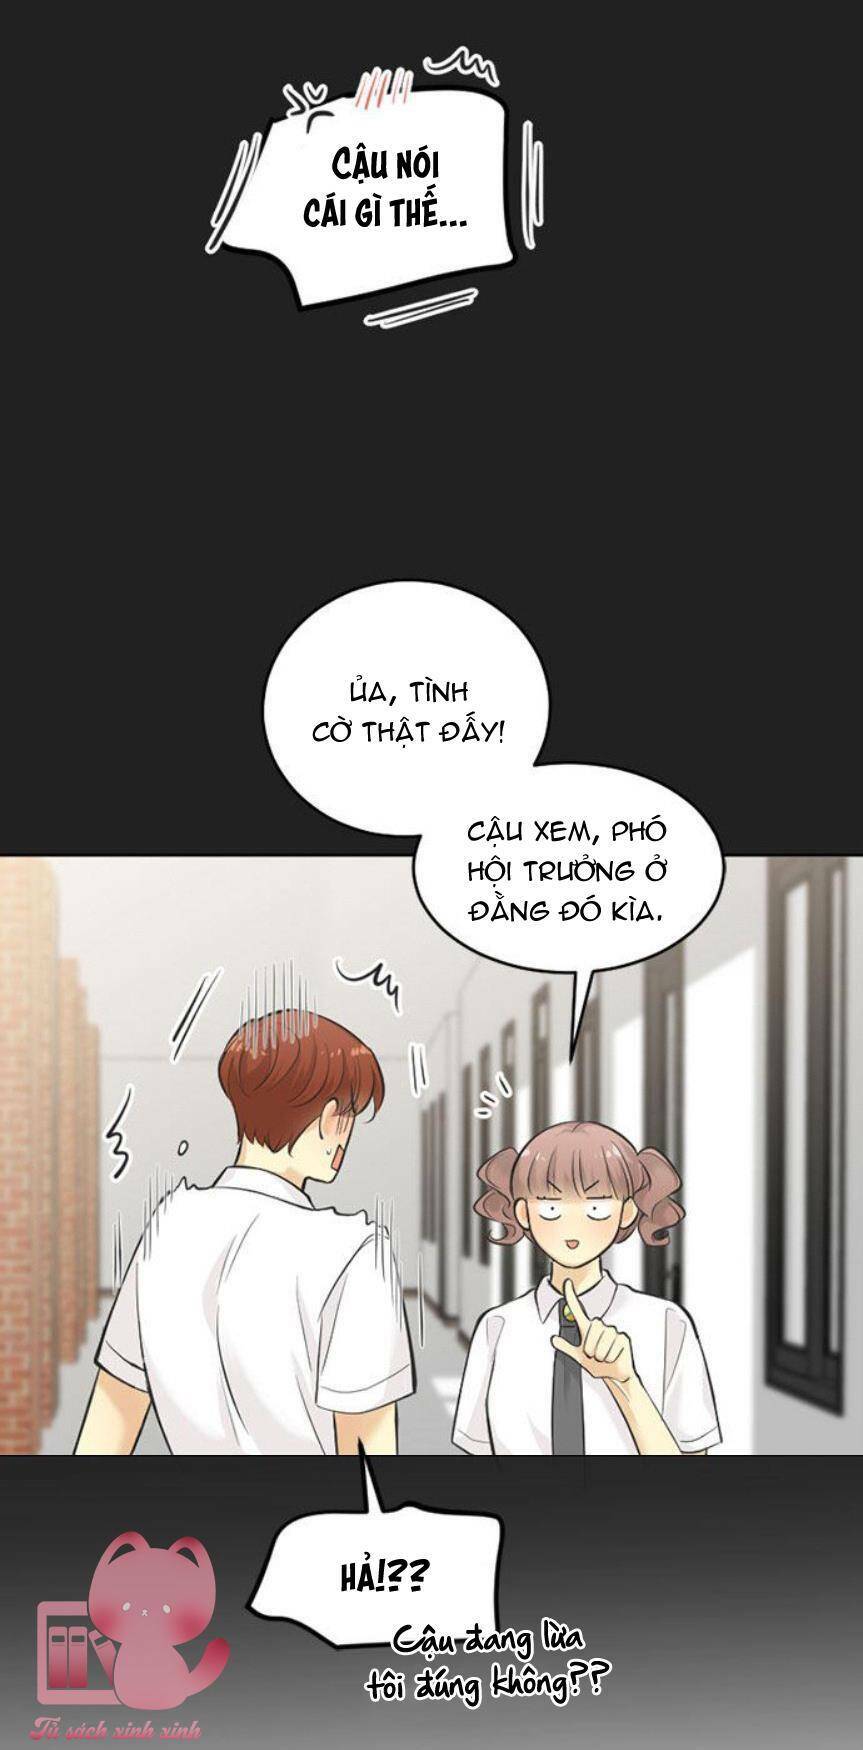 CẬU NÓI
CÁI GÌ THẾ...
ỦA, TÌNH
CỜ THẬT ĐẤY!
CẬU XEM, PHÓ
HỘI TRƯỞNG Ở
ĐẰNG ĐÓ KÌA.
HẢ!??
Cậu đang lừa
tôi đúng không??
Tủ sách xinh xinh